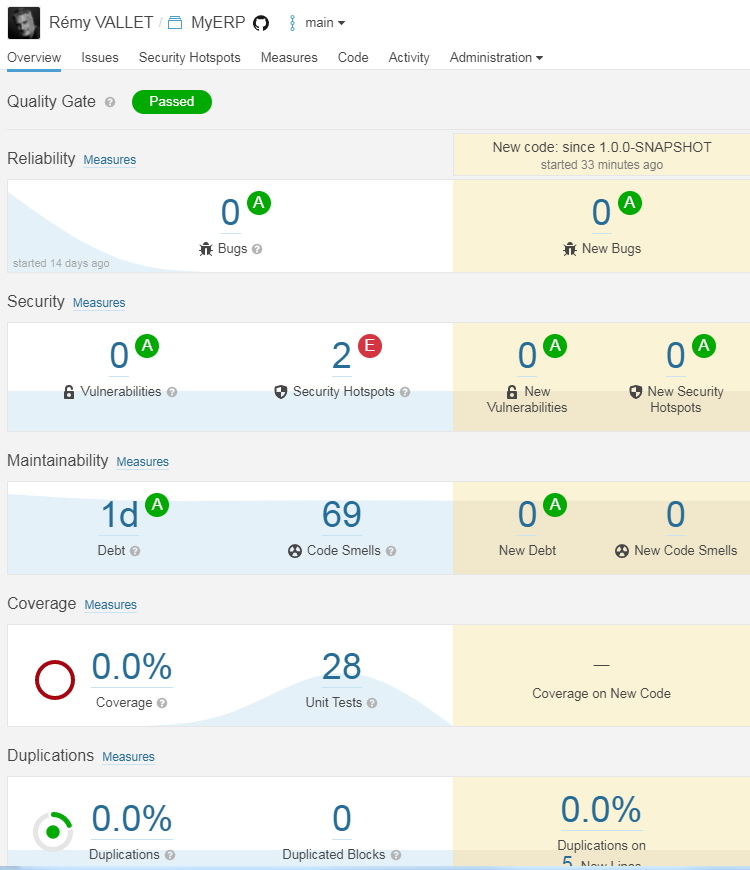 Rémy VALLET / MyERP main
Overview Issues Security Hotspots Measures Code Activity Administration
Quality Gate ? Passed
New code: since 1.0.0-SNAPSHOT
started 33 minutes ago
Reliability Measures
0 A
Bugs ?
started 14 days ago
0 A
New Bugs
Security Measures
0 A
Vulnerabilities ?
2 E
Security Hotspots ?
0 A
New
Vulnerabilities
0 A
New Security
Hotspots
Maintainability Measures
1d A
Debt ?
69
Code Smells ?
0 A
New Debt
0
New Code Smells
Coverage Measures
0.0%
Coverage ?
28
Unit Tests ?
—
Coverage on New Code
Duplications Measures
0.0%
Duplications ?
0
Duplicated Blocks ?
0.0%
Duplications on
5 New Lines